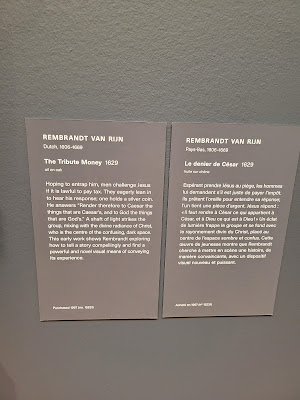 REMBRANDT VAN RIJN
Dutch, 1606-1669
The Tribute Money 1629
oil on oak
Hoping to entrap him, men challenge Jesus
if it is lawful to pay tax. They eagerly lean in
to hear his response; one holds a silver coin.
He answers "Render therefore to Caesar the
things that are Caesar's, and to God the things
that are God's." A shaft of light strikes the
group, mixing with the divine radiance of Christ,
who is the centre of the confusing, dark space.
This early work shows Rembrandt exploring
how to tell a story compellingly and find a
powerful and novel visual means of conveying
its experience.
Purchased 1967
REMBRANDT VAN RIJN
Pays-Bas, 1606-1669
Le denier de César 1629
huile sur chêne
Espérant prendre Jésus au piège, les hommes
lui demandent s'il est juste de payer l'impôt.
Ils prêtent l'oreille pour entendre sa réponse;
l'un tient une pièce d'argent. Jésus répond :
« Il faut rendre à César ce qui appartient à
César, et à Dieu ce qui est à Dieu! » Un éclat
de lumière frappe le groupe et se fond avec
le rayonnement divin du Christ, placé au
centre de l'espace sombre et confus. Cette
œuvre de jeunesse montre que Rembrandt
cherche à mettre en scène une histoire, de
manière convaincante, avec un dispositif
visuel nouveau et puissant.
Acheté en 1967